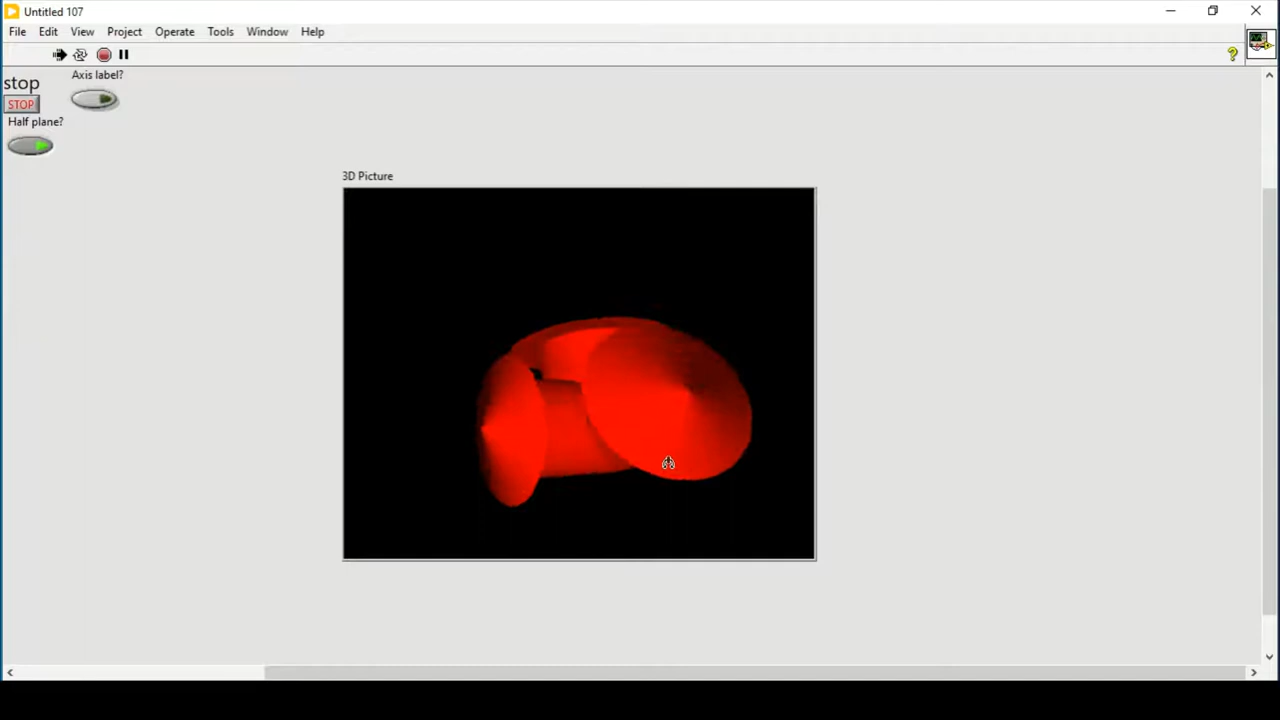 Untitled 107
File Edit View Project Operate Tools Window Help
?
stop
Axis label?
STOP
Half plane?
3D Picture